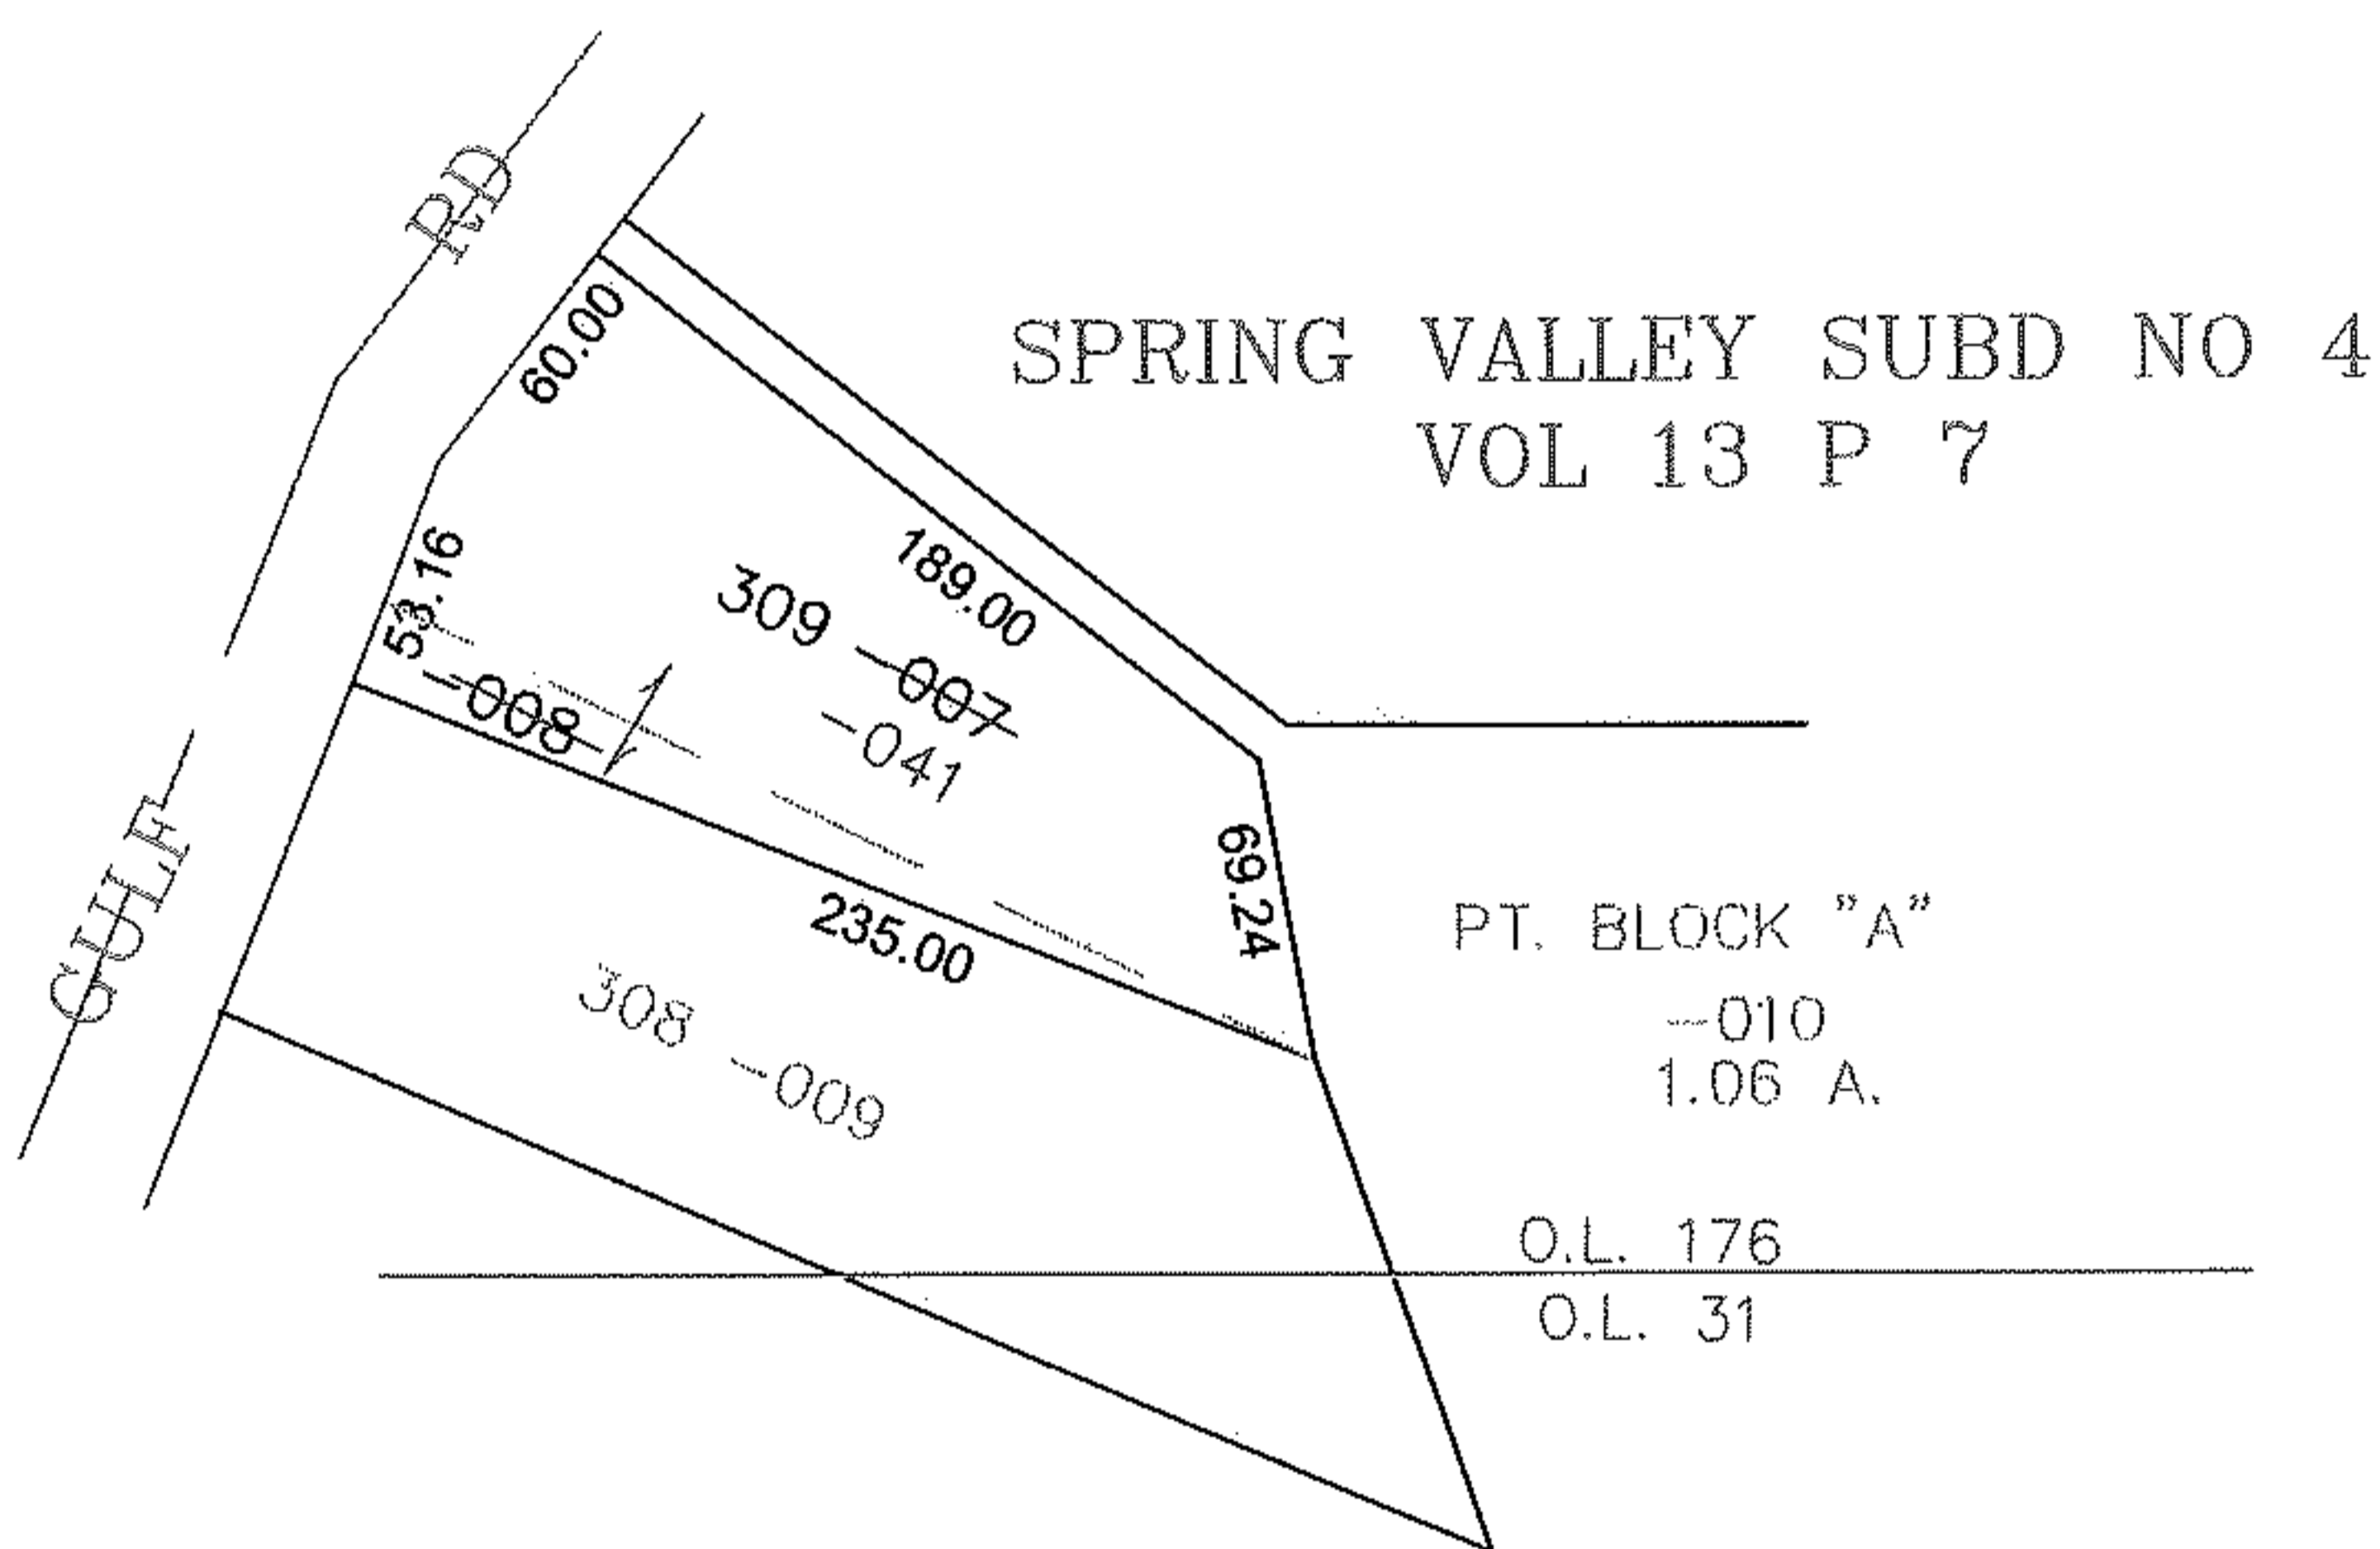 GULF RD
SPRING VALLEY SUBD NO 4
VOL 13 P 7
60.00
53.16
189.00
309 -007
-041
-008
69.24
235.00
308 -009
PT. BLOCK "A"
-010
1.06 A.
O.L. 176
O.L. 31